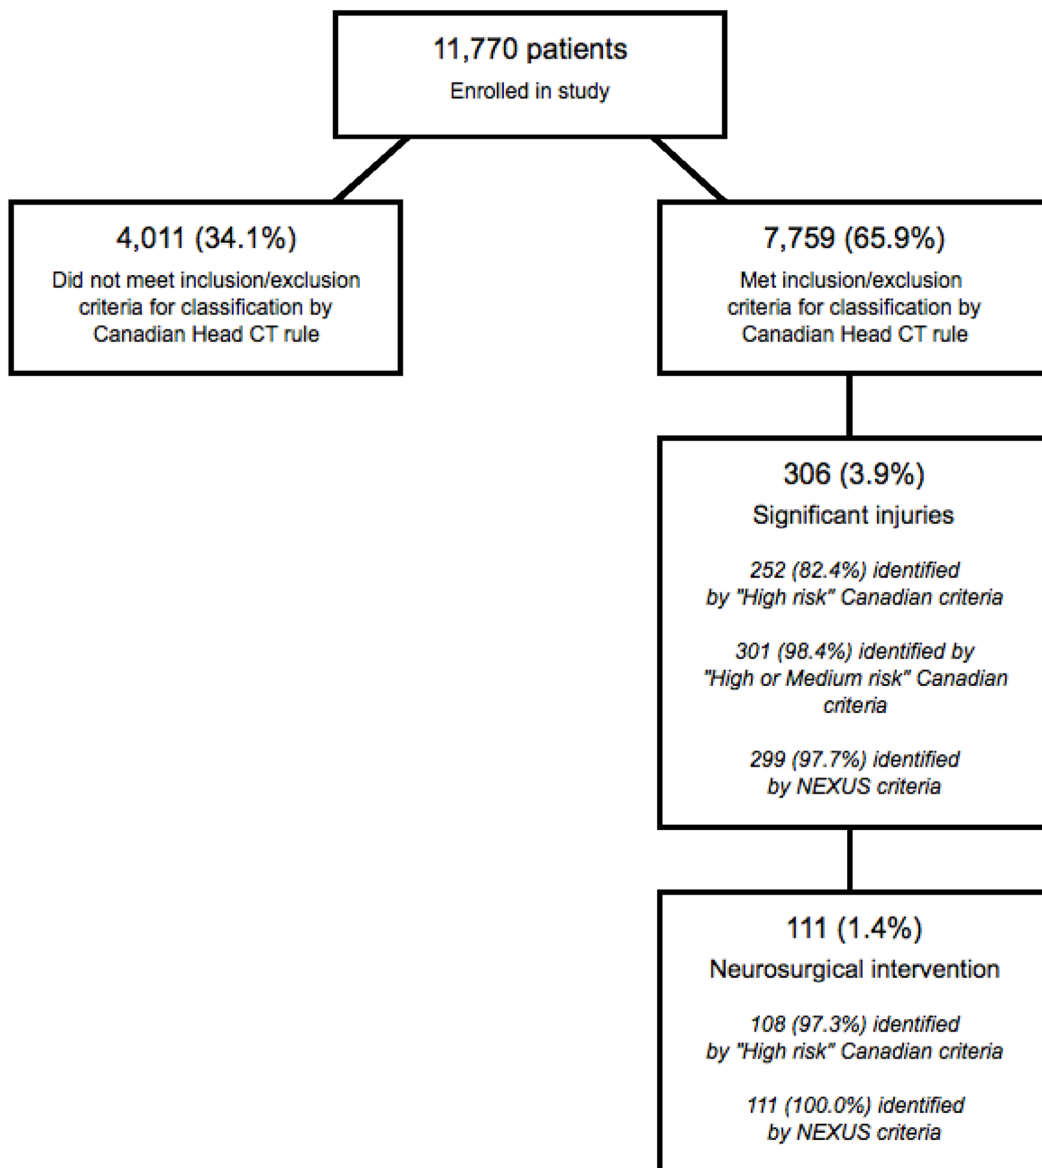 11,770 patients
Enrolled in study
4,011 (34.1%)
Did not meet inclusion/exclusion
criteria for classification by
Canadian Head CT rule
7,759 (65.9%)
Met inclusion/exclusion
criteria for classification by
Canadian Head CT rule
306 (3.9%)
Significant injuries
252 (82.4%) identified
by "High risk" Canadian criteria
301 (98.4%) identified by
"High or Medium risk" Canadian
criteria
299 (97.7%) identified
by NEXUS criteria
111 (1.4%)
Neurosurgical intervention
108 (97.3%) identified
by "High risk" Canadian criteria
111 (100.0%) identified
by NEXUS criteria